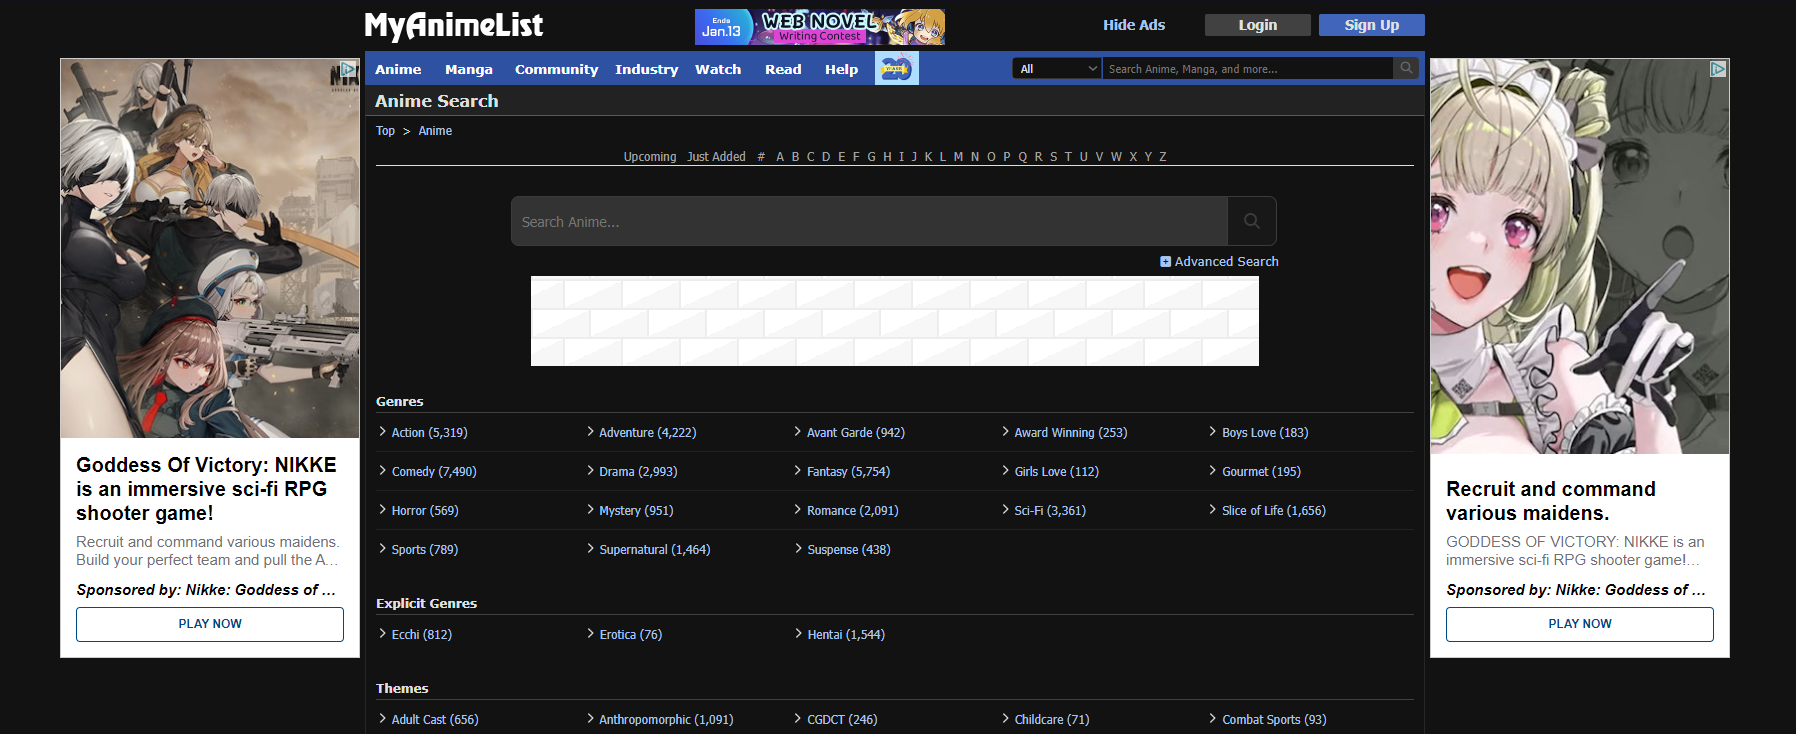 MyAnimeList
Ends
Jan.13
WEB NOVEL
Writing Contest
Hide Ads
Login
Sign Up
Anime Manga Community Industry Watch Read Help
All
Search Anime, Manga, and more...
Anime Search
Top > Anime
Upcoming Just Added # A B C D E F G H I J K L M N O P Q R S T U V W X Y Z
Search Anime...
Advanced Search
Genres
Action (5,319) Adventure (4,222) Avant Garde (942) Award Winning (253) Boys Love (183)
Comedy (7,490) Drama (2,993) Fantasy (5,754) Girls Love (112) Gourmet (195)
Horror (569) Mystery (951) Romance (2,091) Sci-Fi (3,361) Slice of Life (1,656)
Sports (789) Supernatural (1,464) Suspense (438)
Explicit Genres
Ecchi (812) Erotica (76) Hentai (1,544)
Themes
Adult Cast (656) Anthropomorphic (1,091) CGDCT (246) Childcare (71) Combat Sports (93)
Goddess Of Victory: NIKKE
is an immersive sci-fi RPG
shooter game!
Recruit and command various maidens.
Build your perfect team and pull the A...
Sponsored by: Nikke: Goddess of ...
PLAY NOW
Recruit and command
various maidens.
GODDESS OF VICTORY: NIKKE is an
immersive sci-fi RPG shooter game!...
Sponsored by: Nikke: Goddess of ...
PLAY NOW